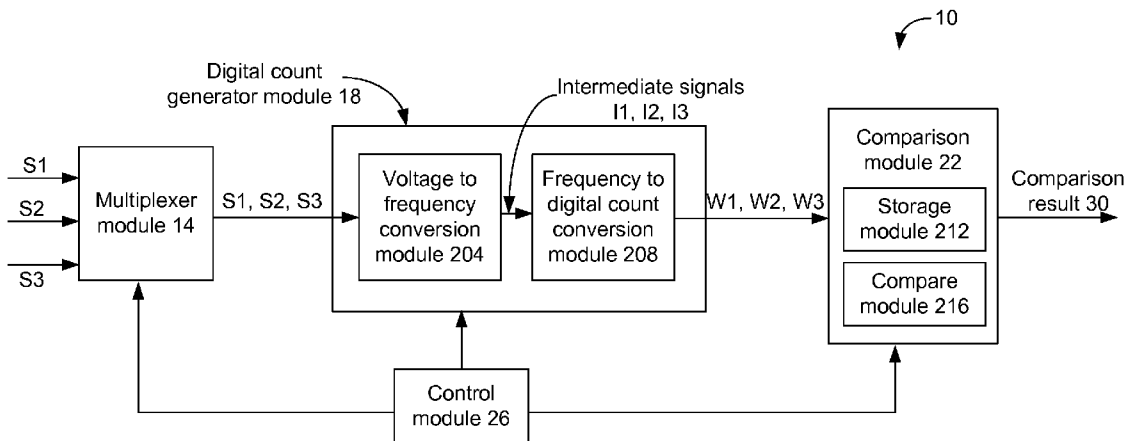 10
Digital count
generator module 18
Intermediate signals
I1, I2, I3
S1
S2
S3
Multiplexer
module 14
S1, S2, S3
Voltage to
frequency
conversion
module 204
Frequency to
digital count
conversion
module 208
W1, W2, W3
Comparison
module 22
Storage
module 212
Compare
module 216
Comparison
result 30
Control
module 26